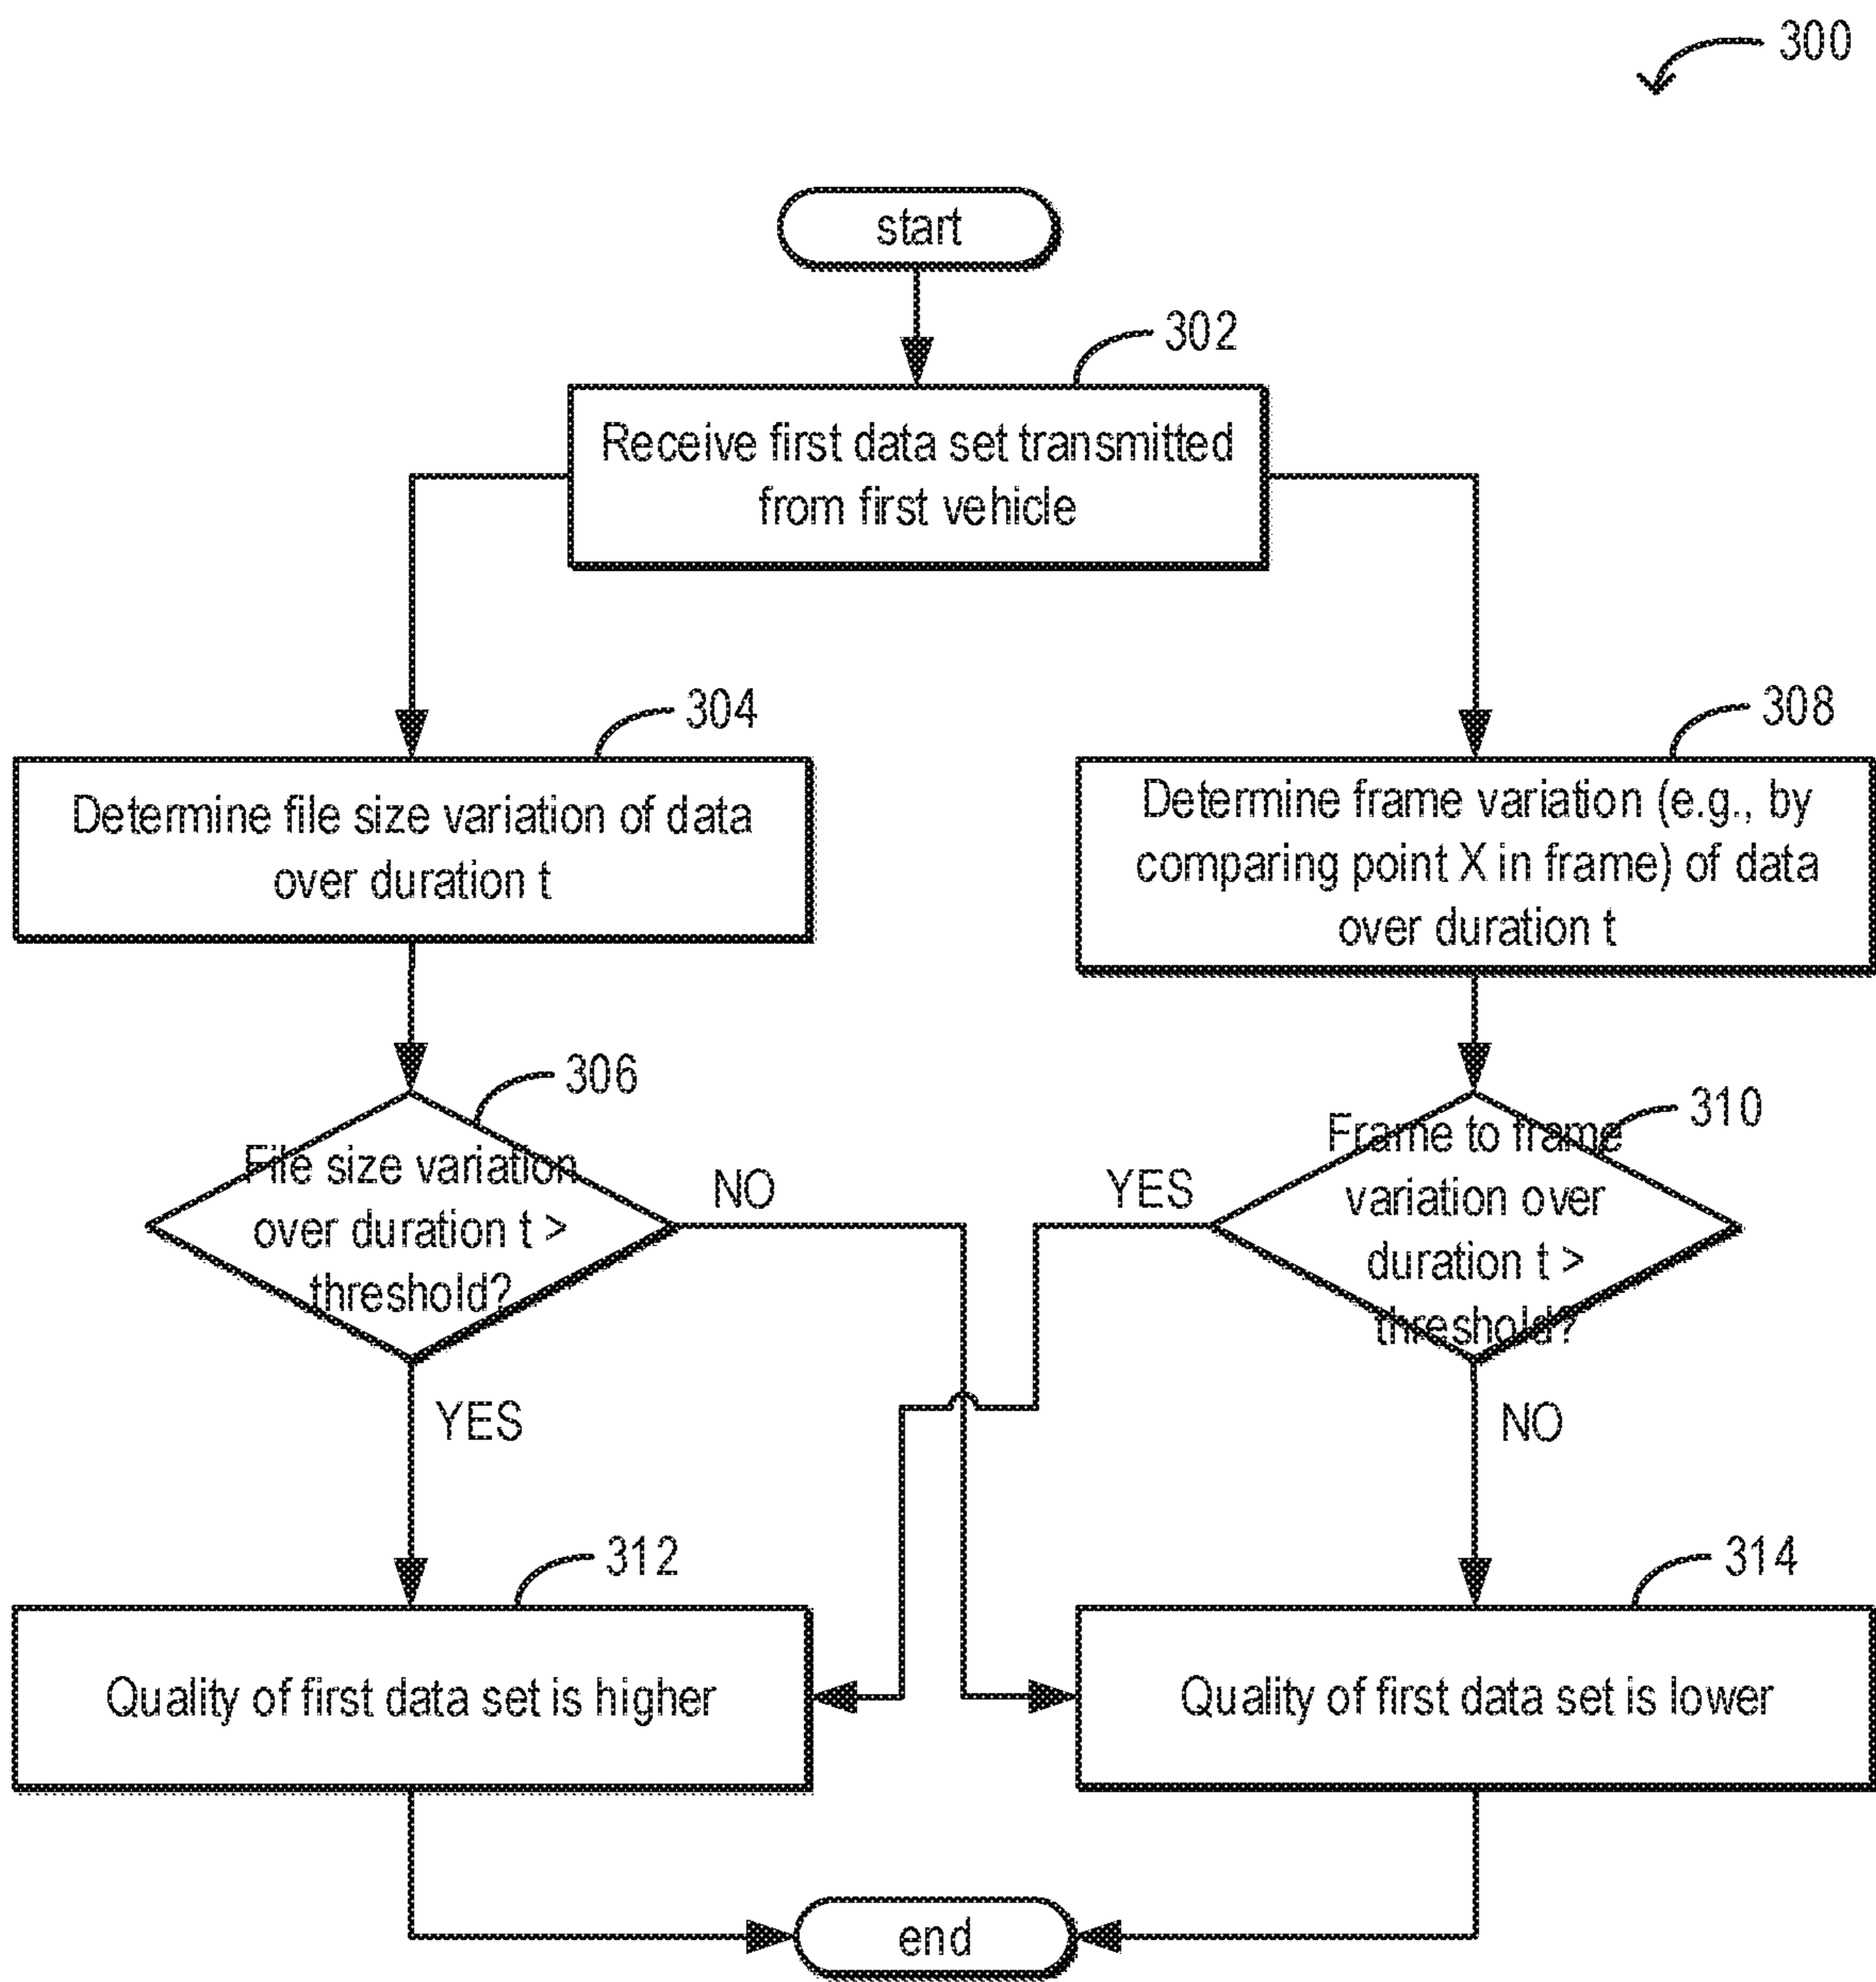 300
start
302
Receive first data set transmitted
from first vehicle
304
Determine file size variation of data
over duration t
308
Determine frame variation (e.g., by
comparing point X in frame) of data
over duration t
306
File size variation
over duration t >
threshold?
NO
YES
310
Frame to frame
variation over
duration t >
threshold?
YES
NO
312
Quality of first data set is higher
314
Quality of first data set is lower
end